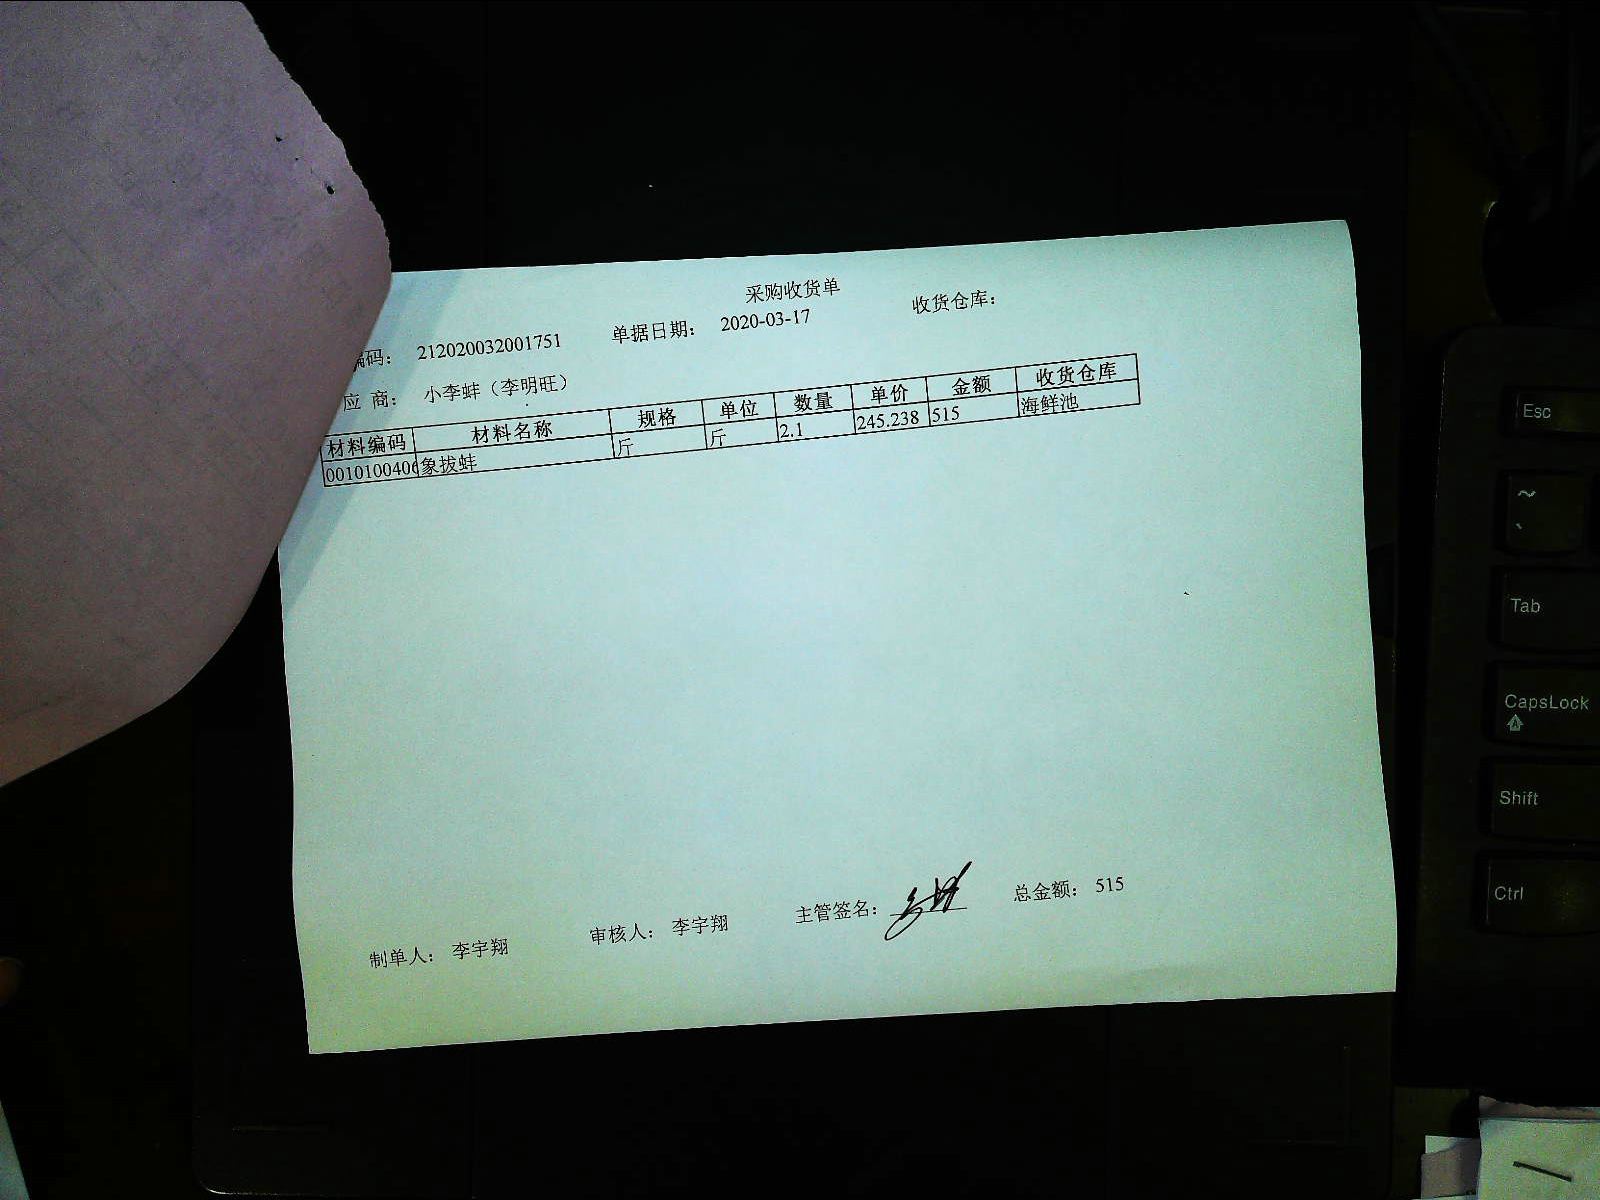 采购收货单
编码： 212020032001751 单据日期： 2020-03-17 收货仓库：
应 商： 小李蚌（李明旺）
材料编码 材料名称 规格 单位 数量 单价 金额 收货仓库
0010100406 象拔蚌 斤 斤 2.1 245.238 515 海鲜池
制单人： 李宇翔 审核人： 李宇翔 主管签名： 总金额： 515
Esc
~
`
Tab
CapsLock
A
Shift
Ctrl